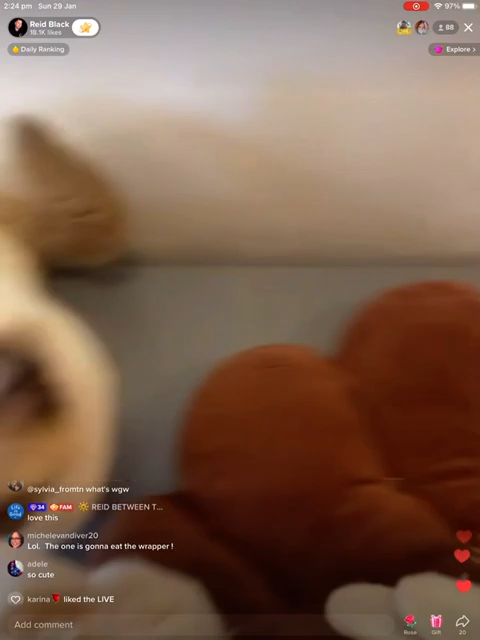 2:24 pm Sun 29 Jan
97%
Reid Black
18.1K likes
88
Daily Ranking
Explore >
@sylvia_fromtn what's wgw
34 FAM REID BETWEEN T...
love this
michelevandiver20
Lol. The one is gonna eat the wrapper !
adele
so cute
karina liked the LIVE
Add comment
Rose
Gift
20